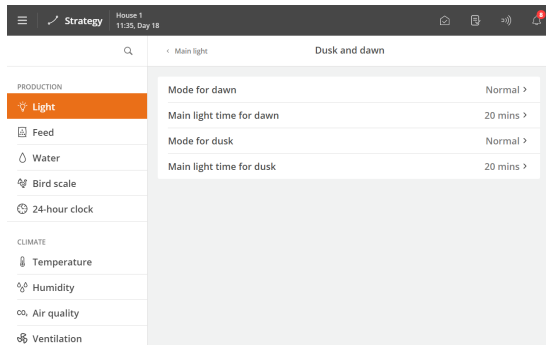 Strategy
House 1
11:35, Day 18
8
‹ Main light
Dusk and dawn
PRODUCTION
Light
Feed
Water
Bird scale
24-hour clock
CLIMATE
Temperature
Humidity
CO₂ Air quality
Ventilation
Mode for dawn Normal ›
Main light time for dawn 20 mins ›
Mode for dusk Normal ›
Main light time for dusk 20 mins ›